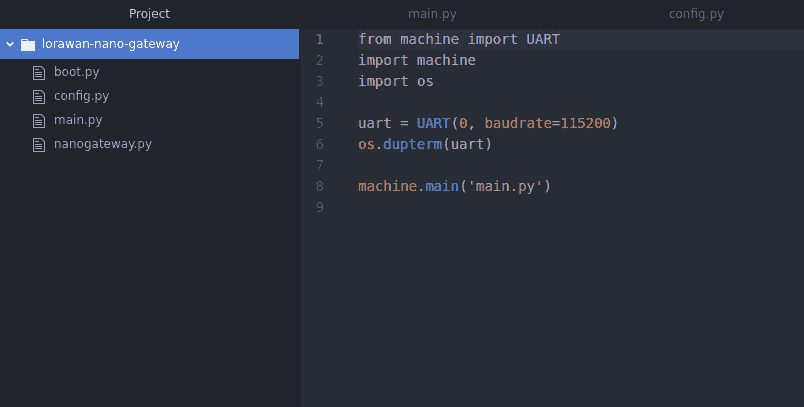 Project
main.py
config.py
lorawan-nano-gateway
boot.py
config.py
main.py
nanogateway.py
1 from machine import UART
2 import machine
3 import os
4
5 uart = UART(0, baudrate=115200)
6 os.dupterm(uart)
7
8 machine.main('main.py')
9